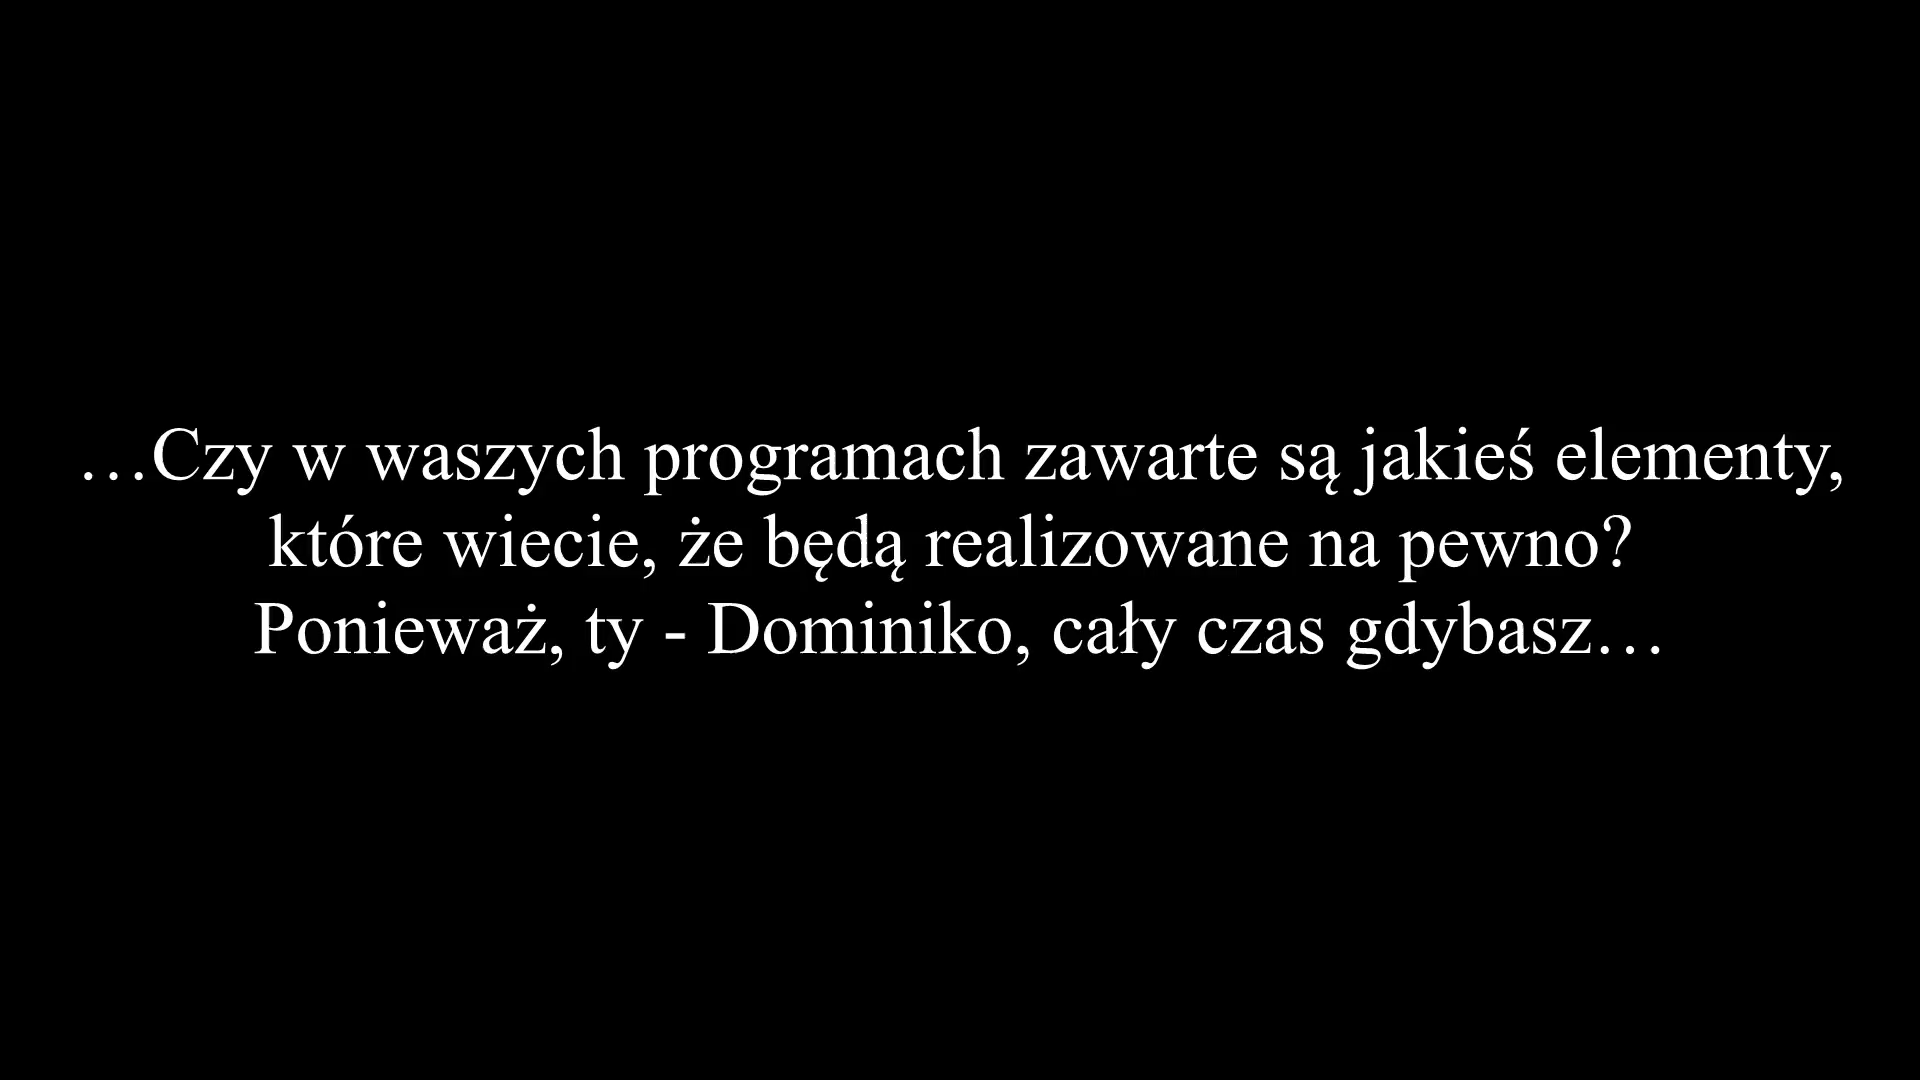 …Czy w waszych programach zawarte są jakieś elementy,
które wiecie, że będą realizowane na pewno?
Ponieważ, ty - Dominiko, cały czas gdybasz…